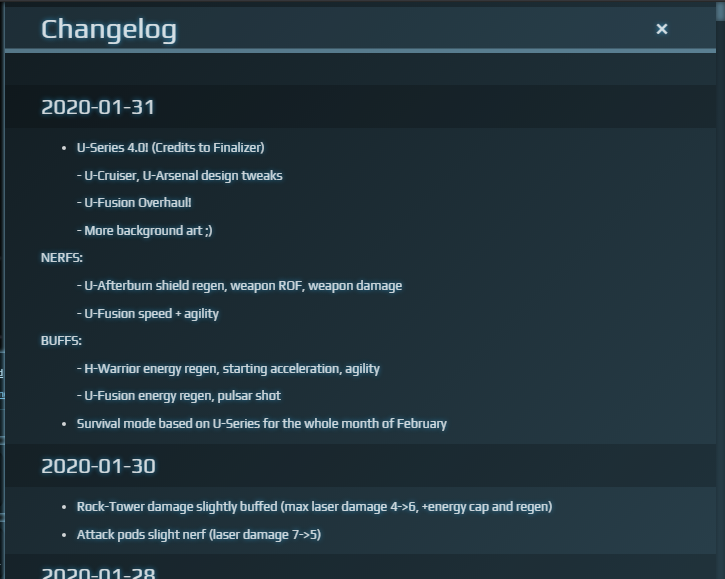 Changelog ×
2020-01-31
• U-Series 4.0! (Credits to Finalizer)
- U-Cruiser, U-Arsenal design tweaks
- U-Fusion Overhaul!
- More background art ;)
NERFS:
- U-Afterburn shield regen, weapon ROF, weapon damage
- U-Fusion speed + agility
BUFFS:
- H-Warrior energy regen, starting acceleration, agility
- U-Fusion energy regen, pulsar shot
• Survival mode based on U-Series for the whole month of February
2020-01-30
• Rock-Tower damage slightly buffed (max laser damage 4->6, +energy cap and regen)
• Attack pods slight nerf (laser damage 7->5)
2020-01-28